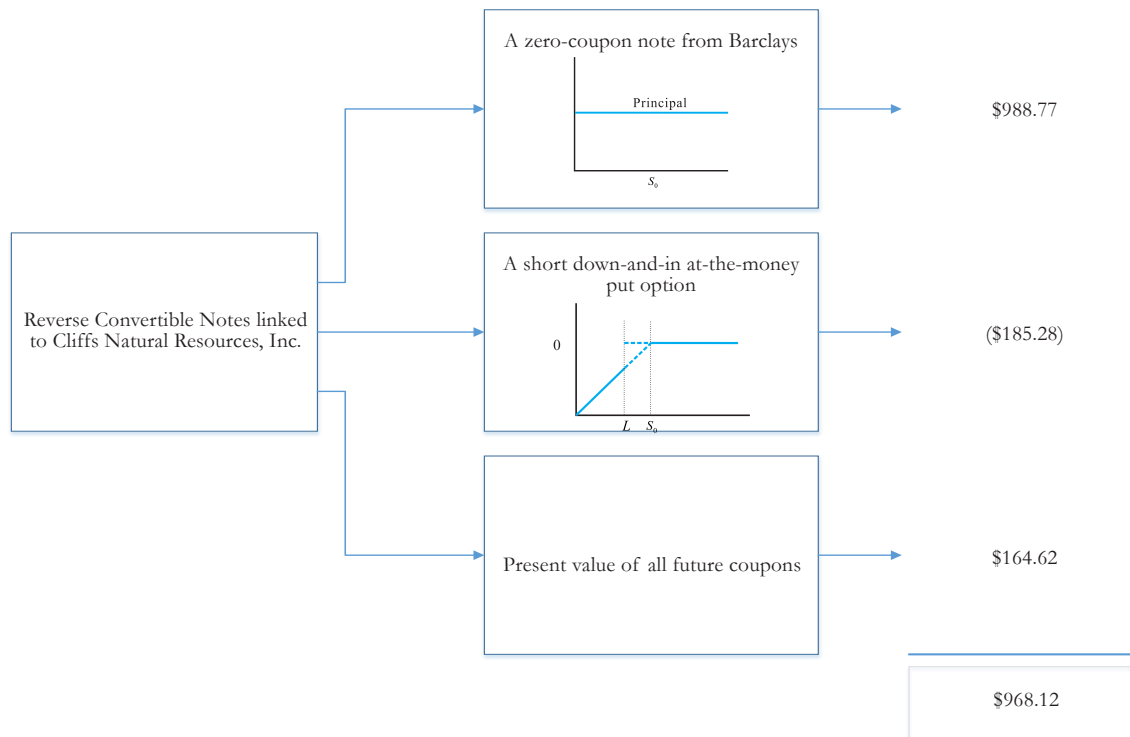 A zero-coupon note from Barclays
Principal
S₀
$988.77
Reverse Convertible Notes linked
to Cliffs Natural Resources, Inc.
A short down-and-in at-the-money
put option
0
L S₀
($185.28)
Present value of all future coupons
$164.62
$968.12